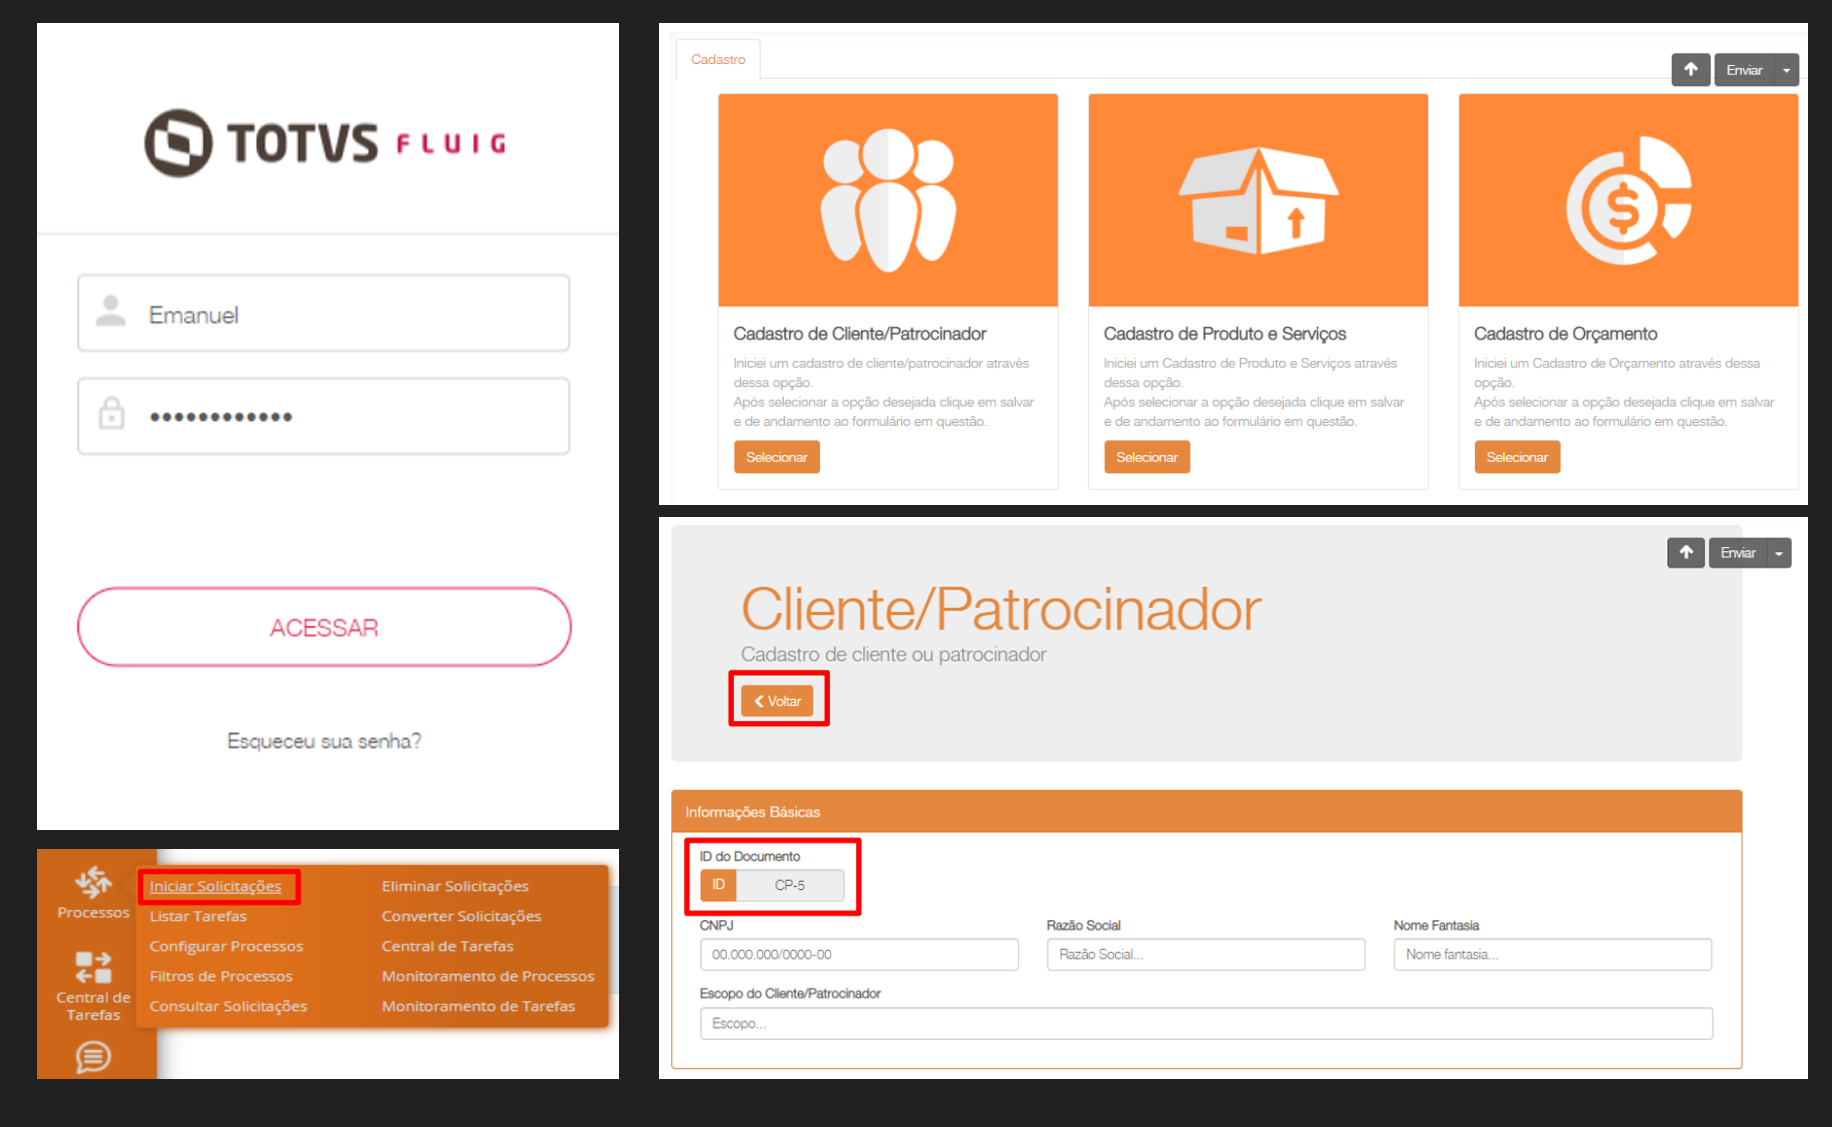 TOTVS FLUIG
Emanuel
••••••••••••
ACESSAR
Esqueceu sua senha?
Processos
Central de
Tarefas
Iniciar Solicitações
Listar Tarefas
Configurar Processos
Filtros de Processos
Consultar Solicitações
Eliminar Solicitações
Converter Solicitações
Central de Tarefas
Monitoramento de Processos
Monitoramento de Tarefas
Cadastro
Enviar
Cadastro de Cliente/Patrocinador
Iniciei um cadastro de cliente/patrocinador através
dessa opção.
Após selecionar a opção desejada clique em salvar
e de andamento ao formulário em questão.
Selecionar
Cadastro de Produto e Serviços
Iniciei um Cadastro de Produto e Serviços através
dessa opção.
Após selecionar a opção desejada clique em salvar
e de andamento ao formulário em questão.
Selecionar
Cadastro de Orçamento
Iniciei um Cadastro de Orçamento através dessa
opção.
Após selecionar a opção desejada clique em salvar
e de andamento ao formulário em questão.
Selecionar
Enviar
Cliente/Patrocinador
Cadastro de cliente ou patrocinador
Voltar
Informações Básicas
ID do Documento
ID CP-5
CNPJ
00.000.000/0000-00
Razão Social
Razão Social...
Nome Fantasia
Nome fantasia...
Escopo do Cliente/Patrocinador
Escopo...